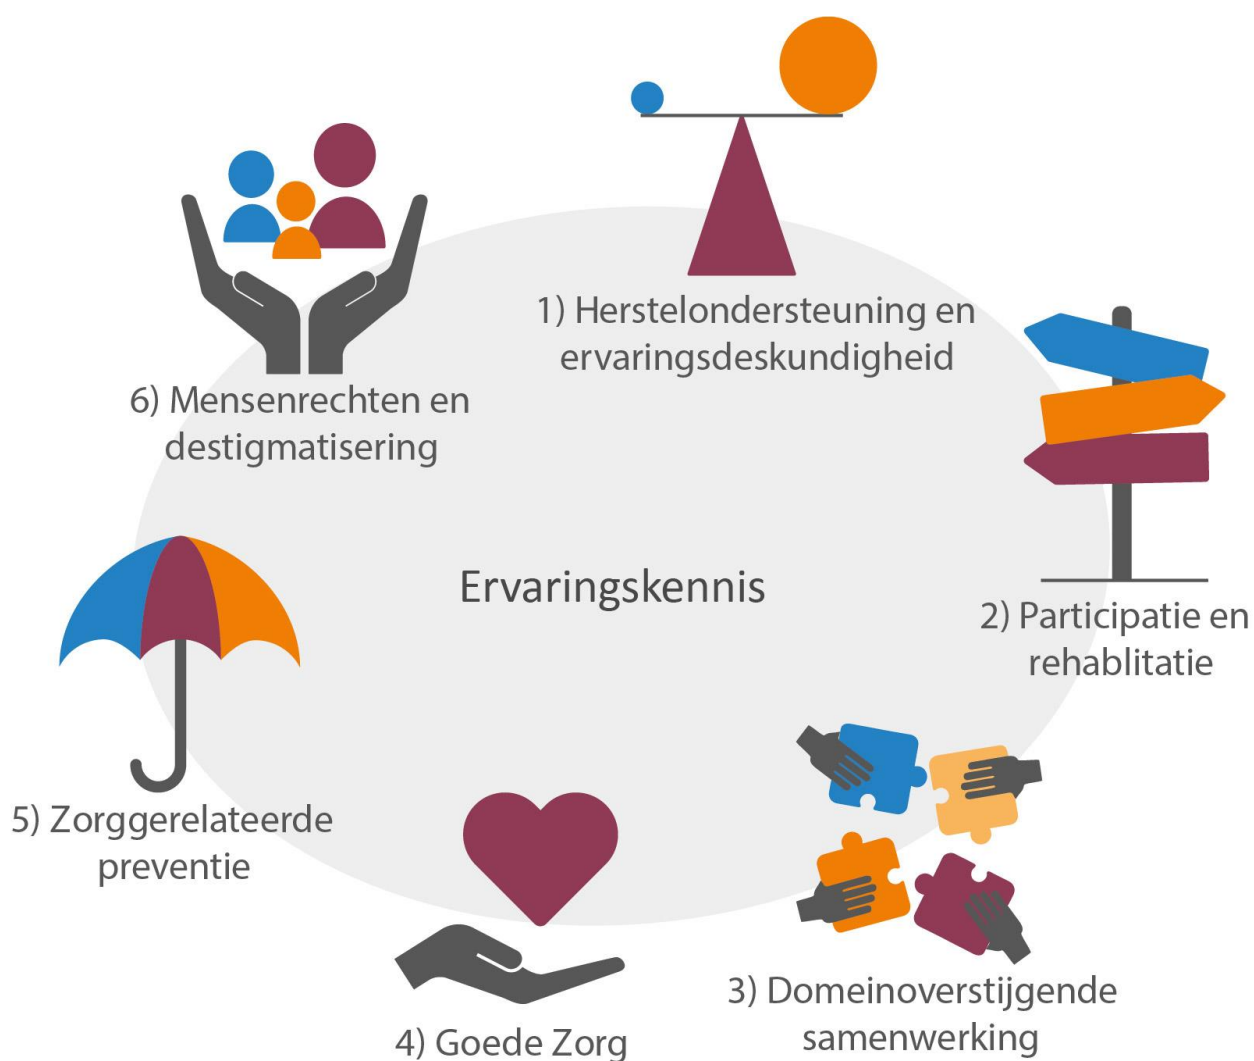 1) Herstelondersteuning en
ervaringsdeskundigheid
2) Participatie en
rehablitatie
3) Domeinoverstijgende
samenwerking
4) Goede Zorg
5) Zorggerelateerde
preventie
6) Mensenrechten en
destigmatisering
Ervaringskennis